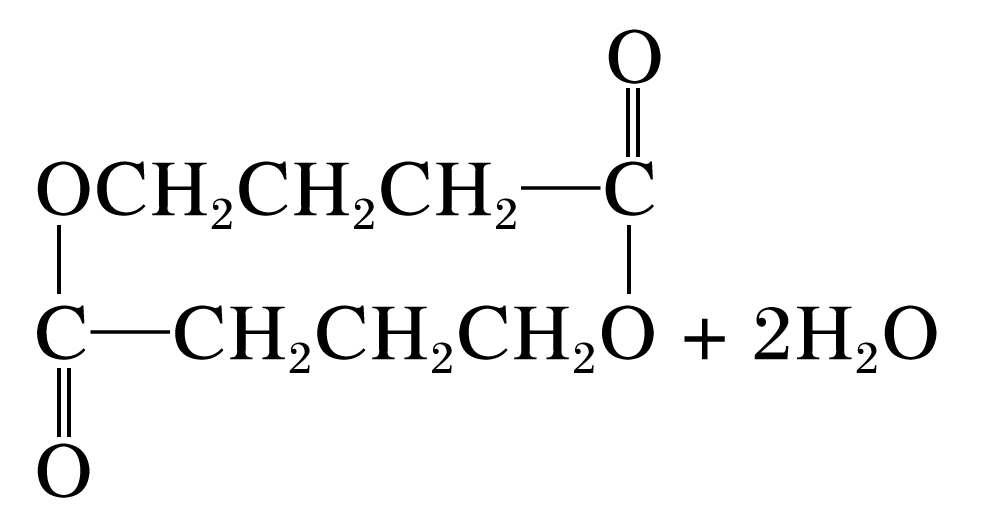 O
OCH₂CH₂CH₂—C
C—CH₂CH₂CH₂O + 2H₂O
O